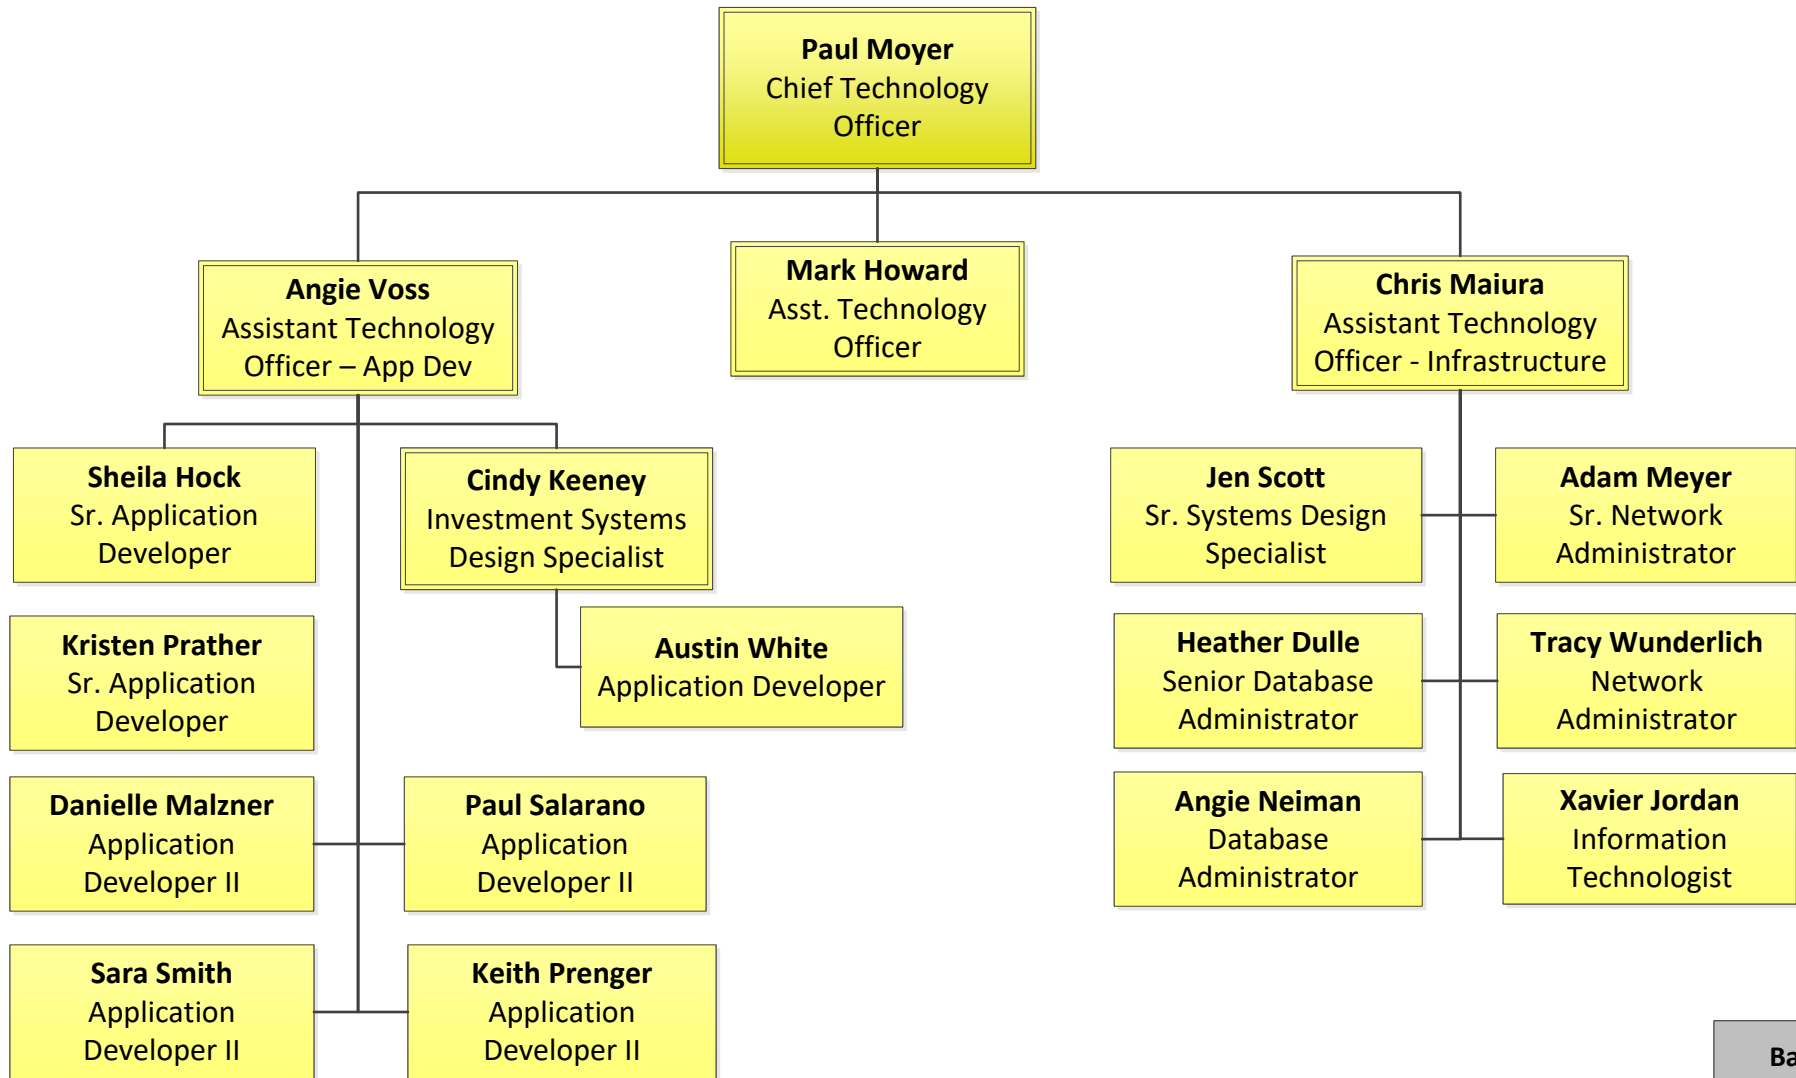 Paul Moyer
Chief Technology
Officer
Angie Voss
Assistant Technology
Officer – App Dev
Mark Howard
Asst. Technology
Officer
Chris Maiura
Assistant Technology
Officer - Infrastructure
Sheila Hock
Sr. Application
Developer
Cindy Keeney
Investment Systems
Design Specialist
Jen Scott
Sr. Systems Design
Specialist
Adam Meyer
Sr. Network
Administrator
Kristen Prather
Sr. Application
Developer
Austin White
Application Developer
Heather Dulle
Senior Database
Administrator
Tracy Wunderlich
Network
Administrator
Danielle Malzner
Application
Developer II
Paul Salarano
Application
Developer II
Angie Neiman
Database
Administrator
Xavier Jordan
Information
Technologist
Sara Smith
Application
Developer II
Keith Prenger
Application
Developer II